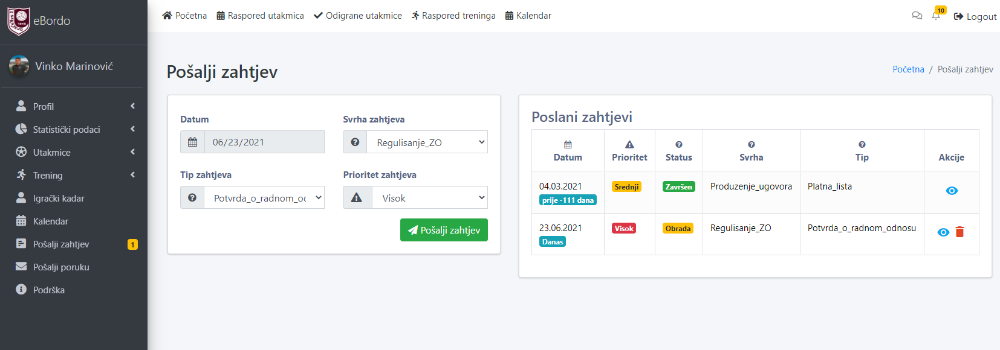 eBordo
Početna Raspored utakmica Odigrane utakmice Raspored treninga Kalendar 10 Logout
Vinko Marinović
Profil
Statistički podaci
Utakmice
Trening
Igrački kadar
Kalendar
Pošalji zahtjev 1
Pošalji poruku
Podrška
Pošalji zahtjev
Početna / Pošalji zahtjev
Datum Svrha zahtjeva
06/23/2021 Regulisanje_ZO
Tip zahtjeva Prioritet zahtjeva
Potvrda_o_radnom_o Visok
Pošalji zahtjev
Poslani zahtjevi
Datum Prioritet Status Svrha Tip Akcije
04.03.2021 Srednji Završen Produzenje_ugovora Platna_lista
prije -111 dana
23.06.2021 Visok Obrada Regulisanje_ZO Potvrda_o_radnom_odnosu
Danas